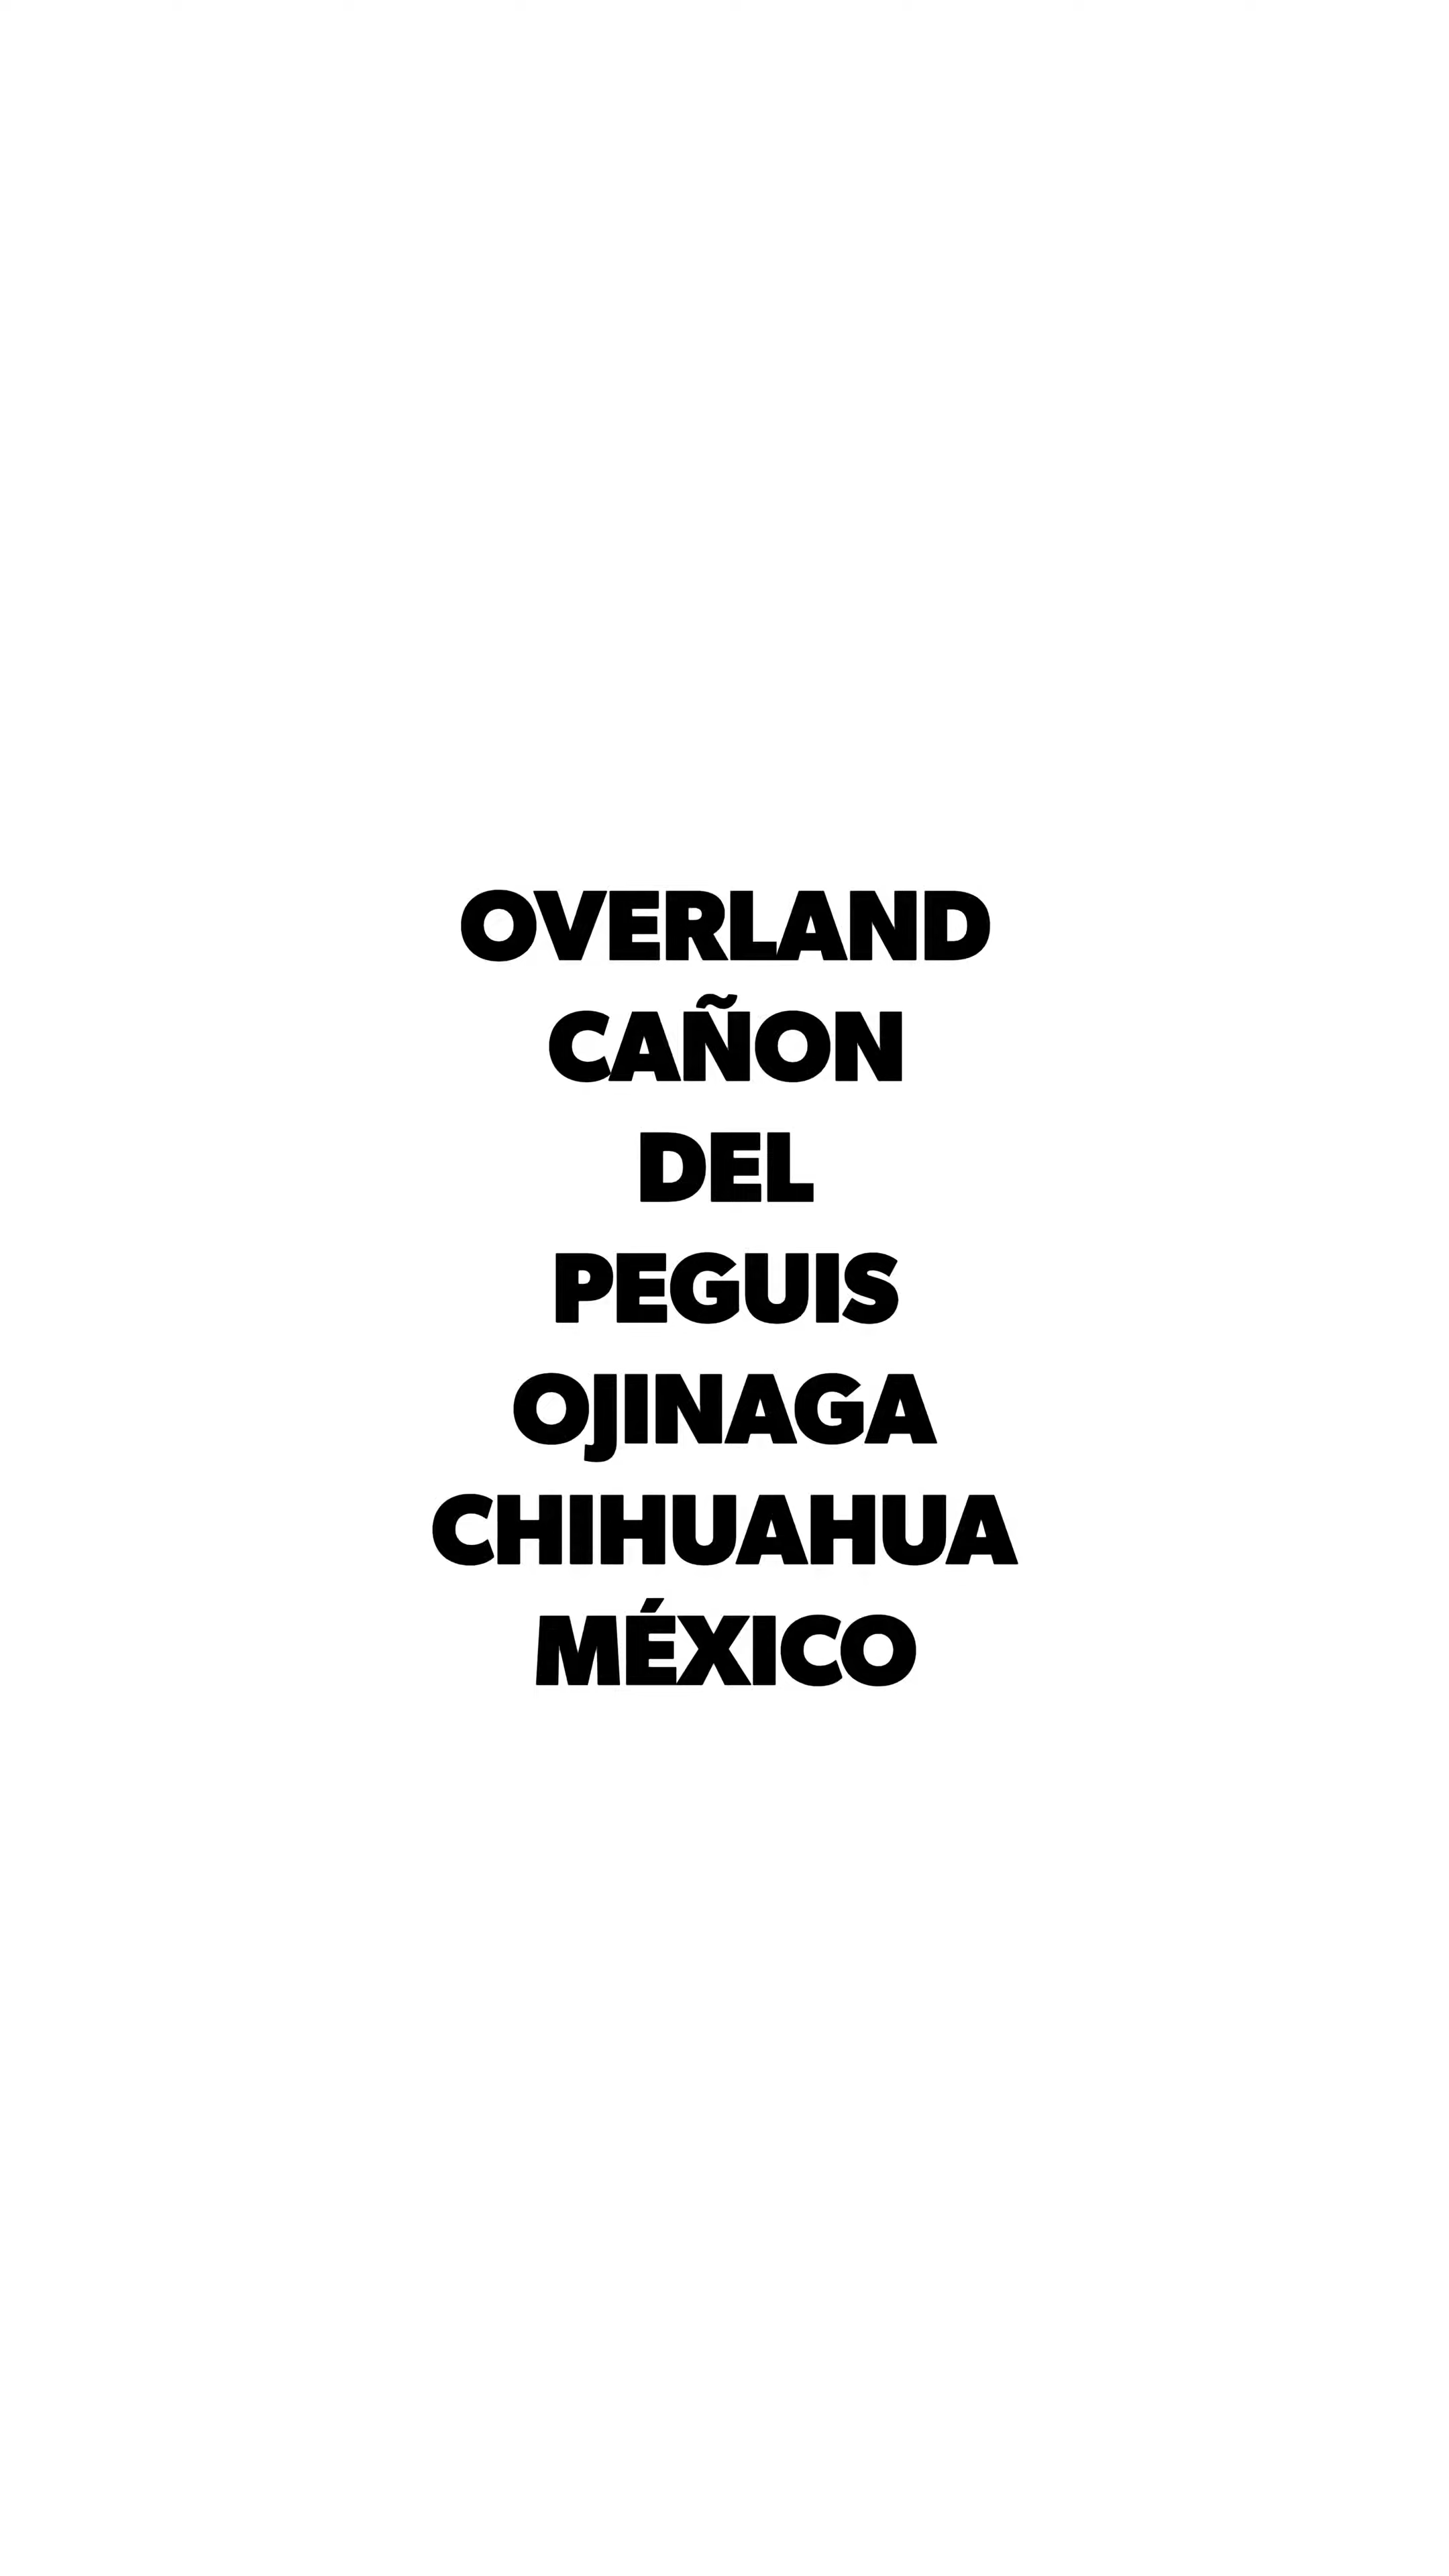 OVERLAND
CAÑON
DEL
PEGUIS
OJINAGA
CHIHUAHUA
MÉXICO